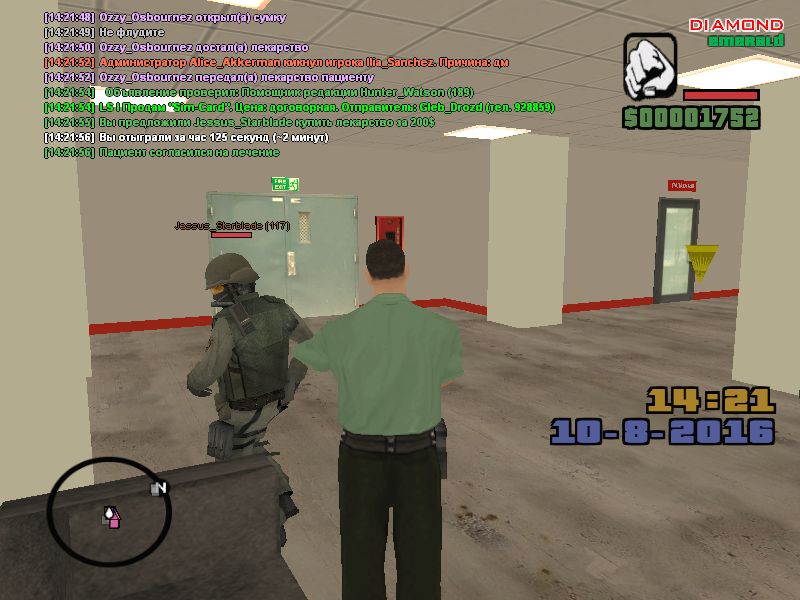 [14:21:48] Ozzy_Osbournez открыл(а) сумку
[14:21:49] Не флудите
[14:21:50] Ozzy_Osbournez достал(а) лекарство
[14:21:52] Администратор Alice_Akkerman кикнул игрока Ilia_Sanchez. Причина: дм
[14:21:52] Ozzy_Osbournez передал(а) лекарство пациенту
[14:21:54] Объявление проверил: Помощник редакции Hunter_Watson (189)
[14:21:54] LS | Продам "Sim-Card". Цена: договорная. Отправитель: Gleb_Drozd (тел. 928859)
[14:21:55] Вы предложили Jessus_Starblade купить лекарство за 200$
[14:21:56] Вы отыграли за час 125 секунд (~2 минут)
[14:21:56] Пациент согласился на лечение
DIAMOND
emerald
$00001752
FIRE EXIT
Jessus_Starblade (117)
14:21
10-8-2016
N